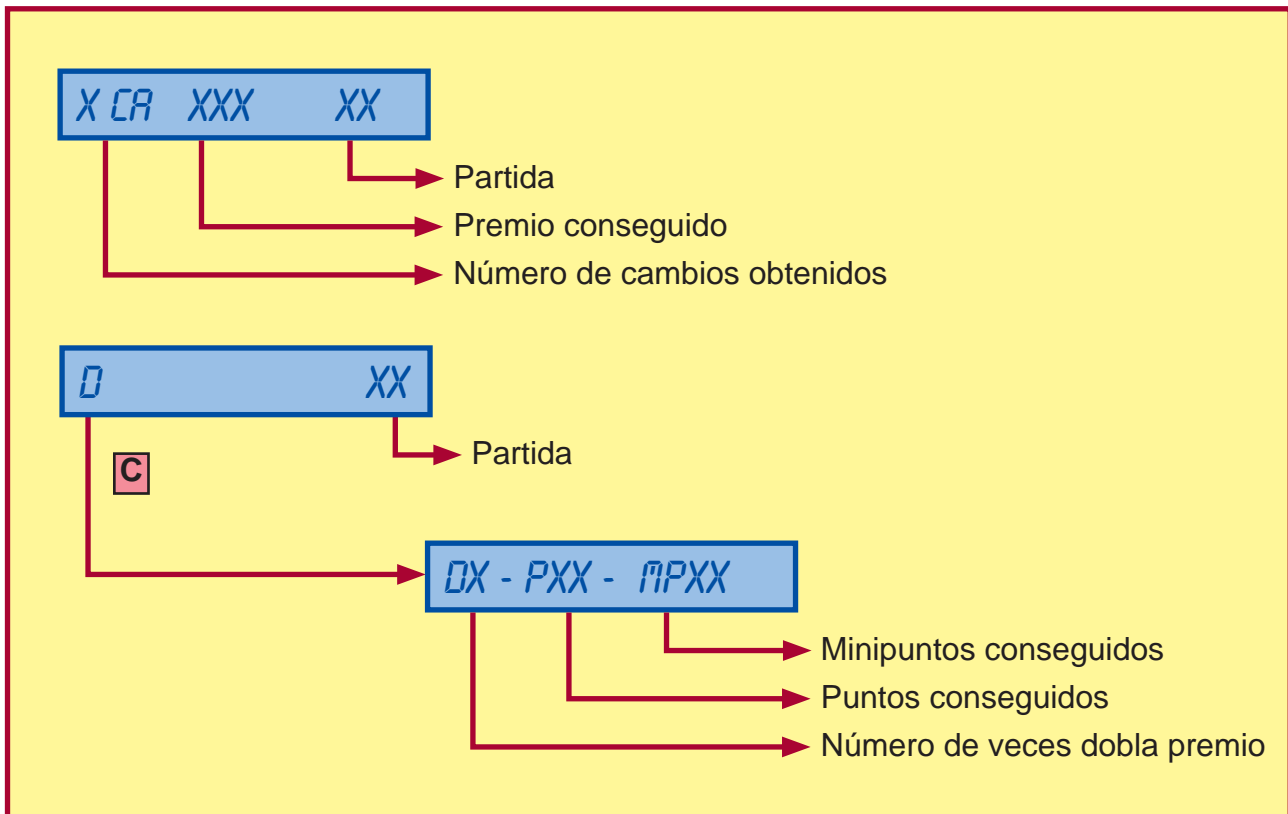 X CA XXX XX
Partida
Premio conseguido
Número de cambios obtenidos
D XX
Partida
C
DX - PXX - MPXX
Minipuntos conseguidos
Puntos conseguidos
Número de veces dobla premio